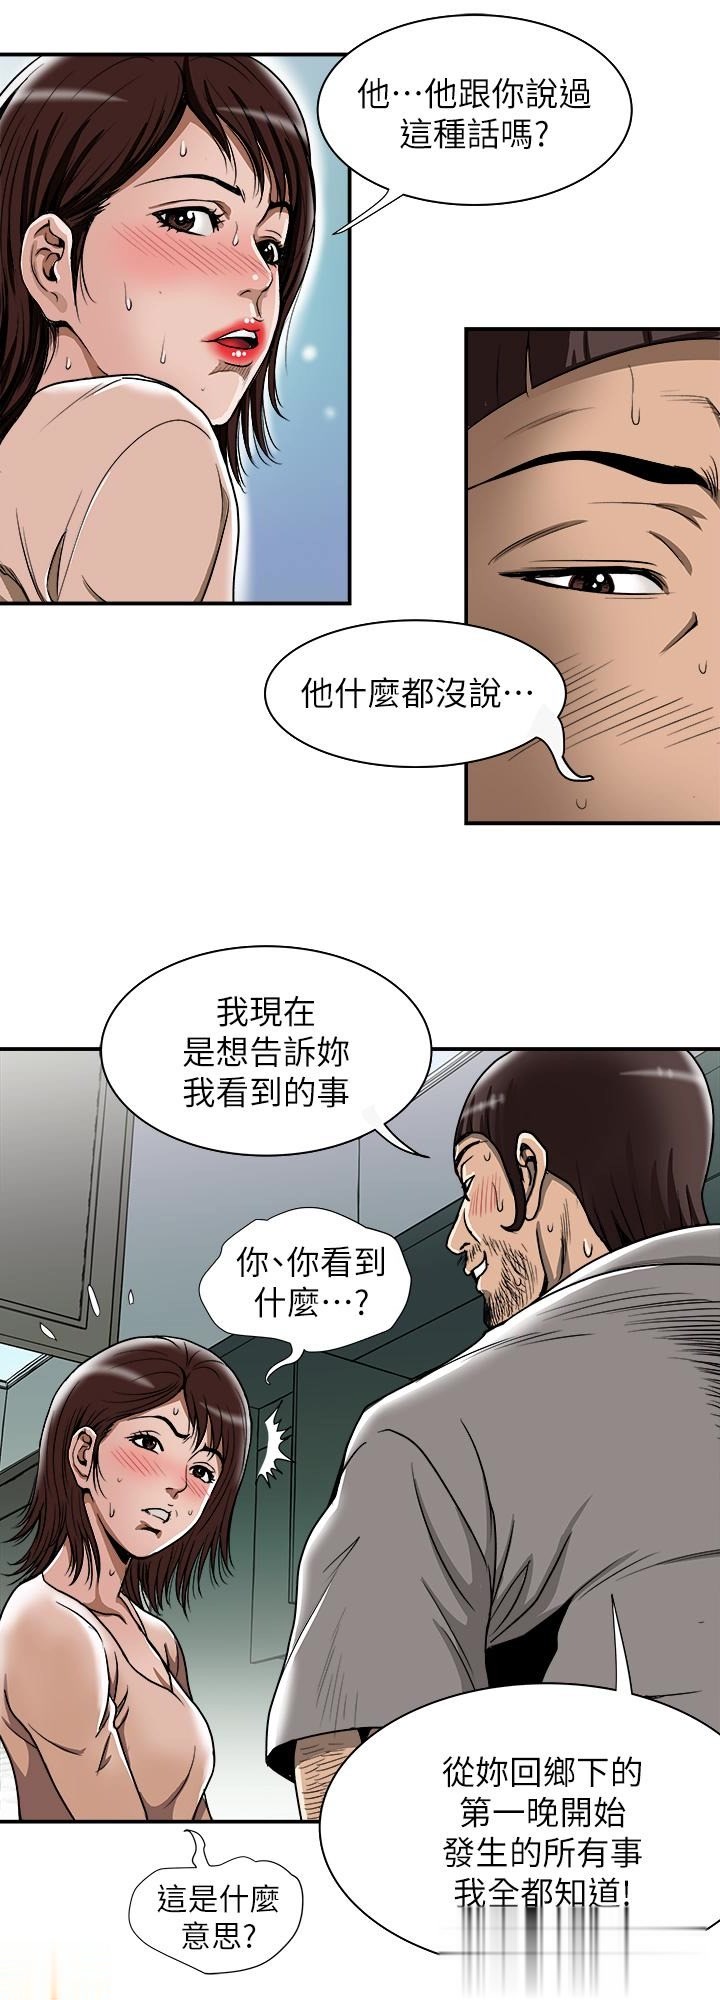 他⋯他跟你說過
這種話嗎?
他什麼都沒說⋯
我現在
是想告訴妳
我看到的事
你、你看到
什麼⋯?
從妳回鄉下的
第一晚開始
發生的所有事
我全都知道!
這是什麼
意思?